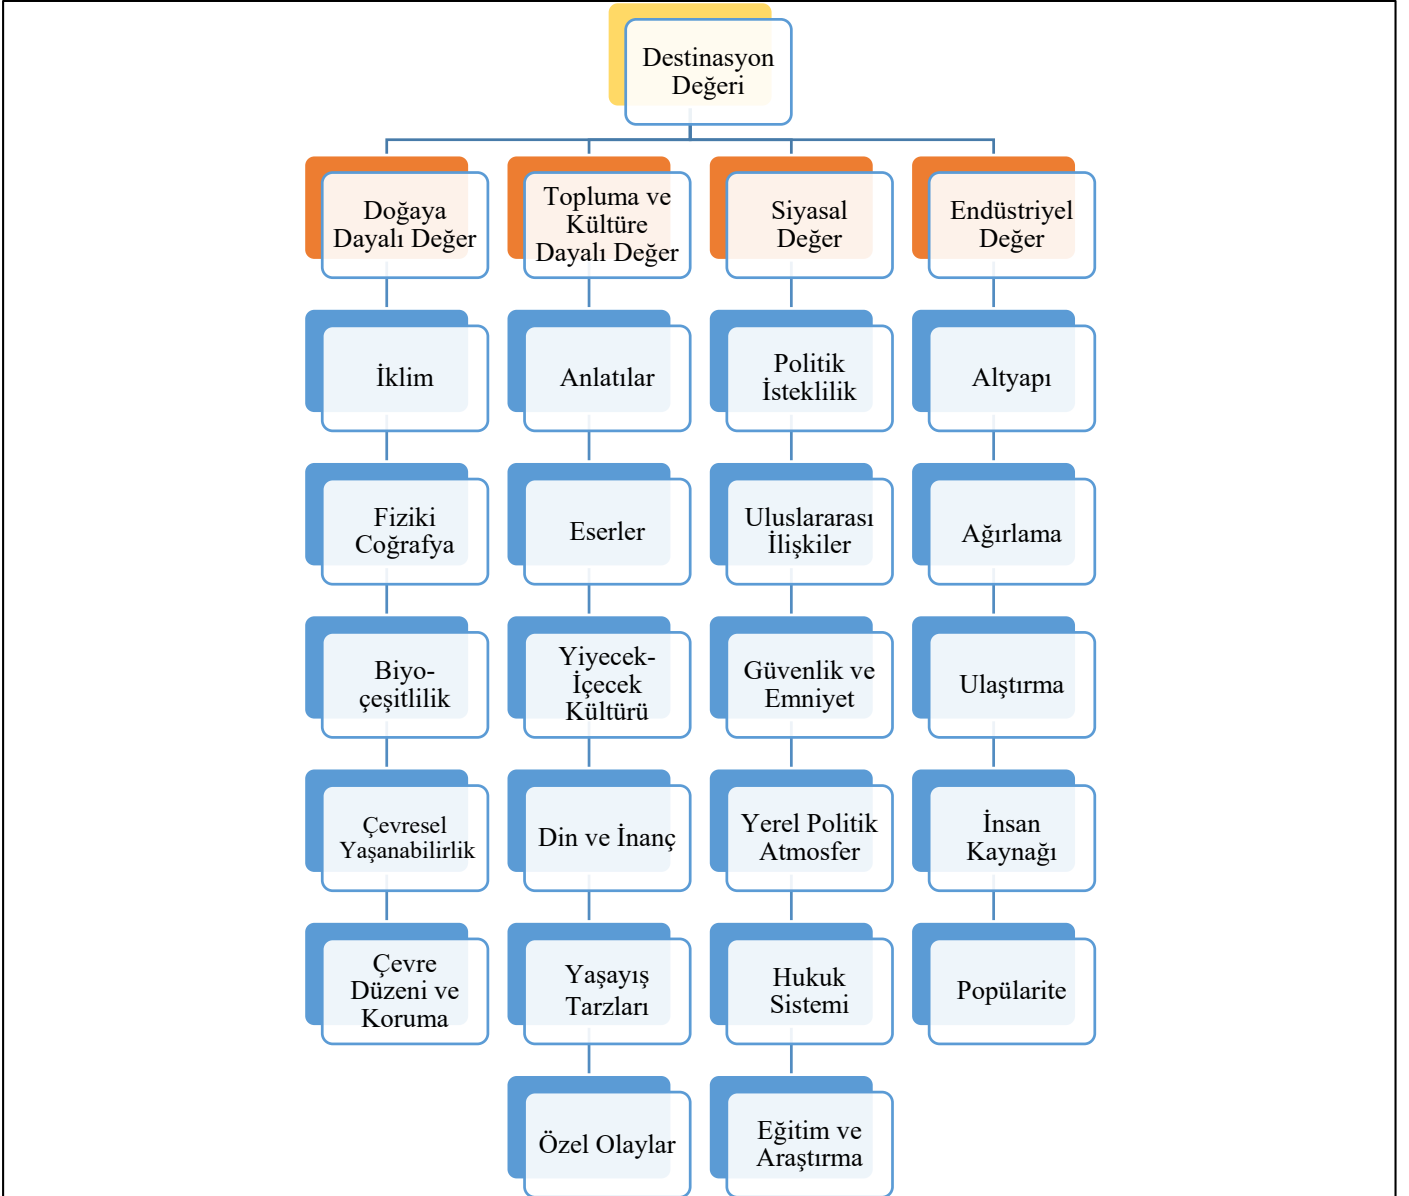 Destinasyon
Değeri
Doğaya
Dayalı Değer
Topluma ve
Kültüre
Dayalı Değer
Siyasal
Değer
Endüstriyel
Değer
İklim
Anlatılar
Politik
İsteklilik
Altyapı
Fiziki
Coğrafya
Eserler
Uluslararası
İlişkiler
Ağırlama
Biyo-
çeşitlilik
Yiyecek-
İçecek
Kültürü
Güvenlik ve
Emniyet
Ulaştırma
Çevresel
Yaşanabilirlik
Din ve İnanç
Yerel Politik
Atmosfer
İnsan
Kaynağı
Çevre
Düzeni ve
Koruma
Yaşayış
Tarzları
Hukuk
Sistemi
Popülarite
Özel Olaylar
Eğitim ve
Araştırma